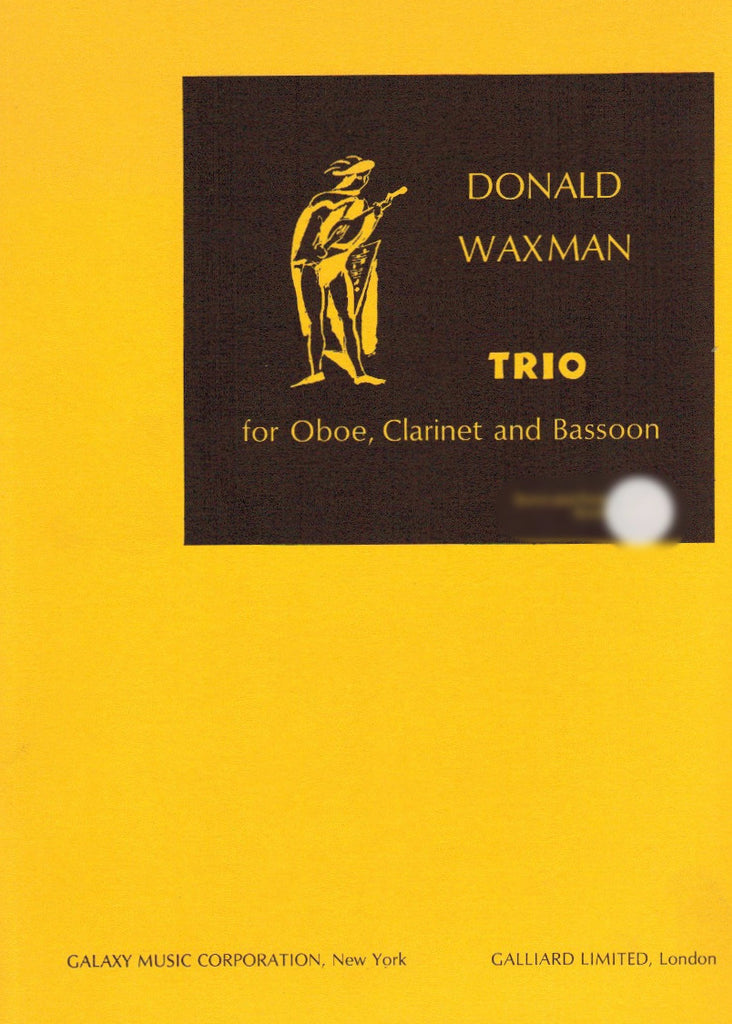 DONALD
WAXMAN
TRIO
for Oboe, Clarinet and Bassoon
GALAXY MUSIC CORPORATION, New York
GALLIARD LIMITED, London